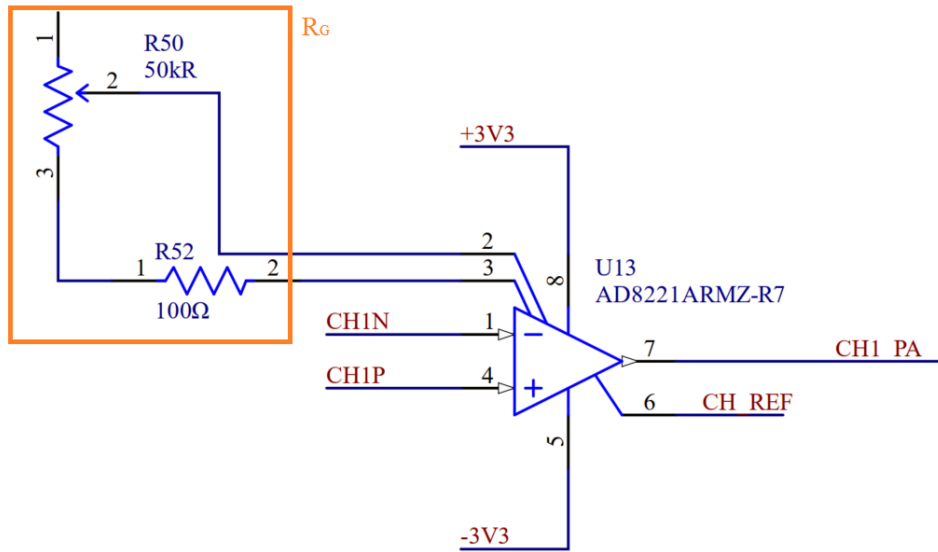 RG
1
R50
50kR
2
3
R52
1
2
100Ω
+3V3
2
3
8
U13
AD8221ARMZ-R7
CH1N
1
CH1P
4
7
CH1_PA
6
CH_REF
5
-3V3